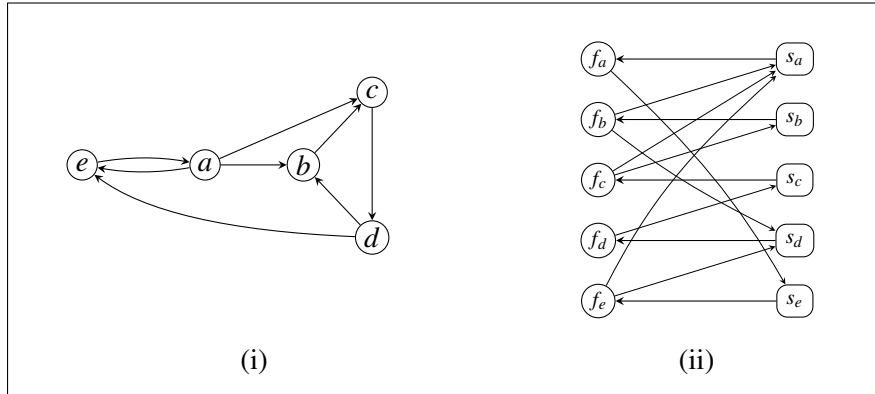 c
e
a
b
d
(i)
f_a
s_a
f_b
s_b
f_c
s_c
f_d
s_d
f_e
s_e
(ii)